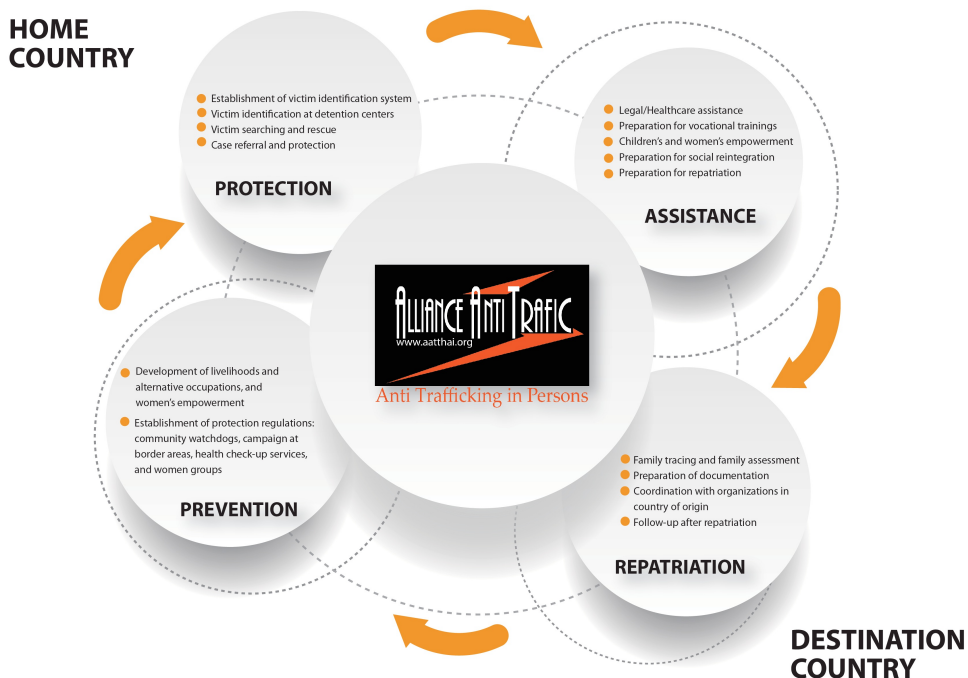 HOME
COUNTRY
Establishment of victim identification system
Victim identification at detention centers
Victim searching and rescue
Case referral and protection
PROTECTION
Legal/Healthcare assistance
Preparation for vocational trainings
Children's and women's empowerment
Preparation for social reintegration
Preparation for repatriation
ASSISTANCE
ALLIANCE ANTI TRAFIC
www.aatthai.org
Anti Trafficking in Persons
Development of livelihoods and
alternative occupations, and
women's empowerment
Establishment of protection regulations:
community watchdogs, campaign at
border areas, health check-up services,
and women groups
PREVENTION
Family tracing and family assessment
Preparation of documentation
Coordination with organizations in
country of origin
Follow-up after repatriation
REPATRIATION
DESTINATION
COUNTRY